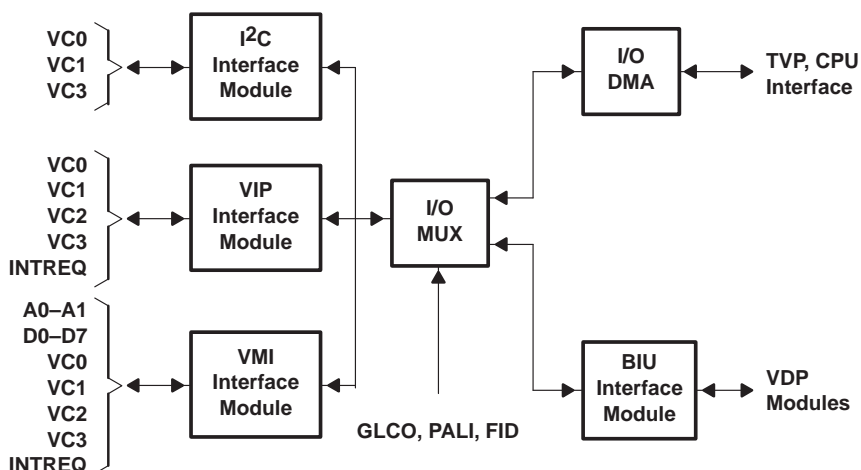 VC0
VC1
VC3
I2C
Interface
Module
I/O
DMA
TVP, CPU
Interface
VC0
VC1
VC2
VC3
INTREQ
VIP
Interface
Module
I/O
MUX
A0–A1
D0–D7
VC0
VC1
VC2
VC3
INTREQ
VMI
Interface
Module
GLCO, PALI, FID
BIU
Interface
Module
VDP
Modules